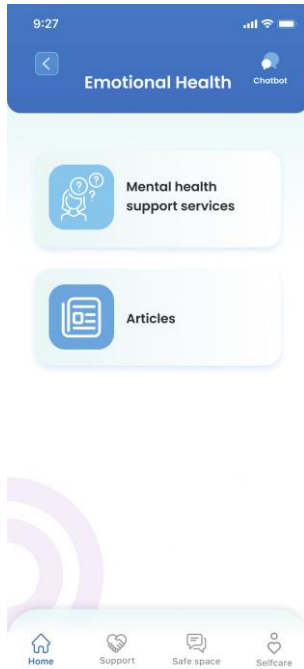 9:27
Emotional Health
Chatbot
Mental health
support services
Articles
Home
Support
Safe space
Selfcare